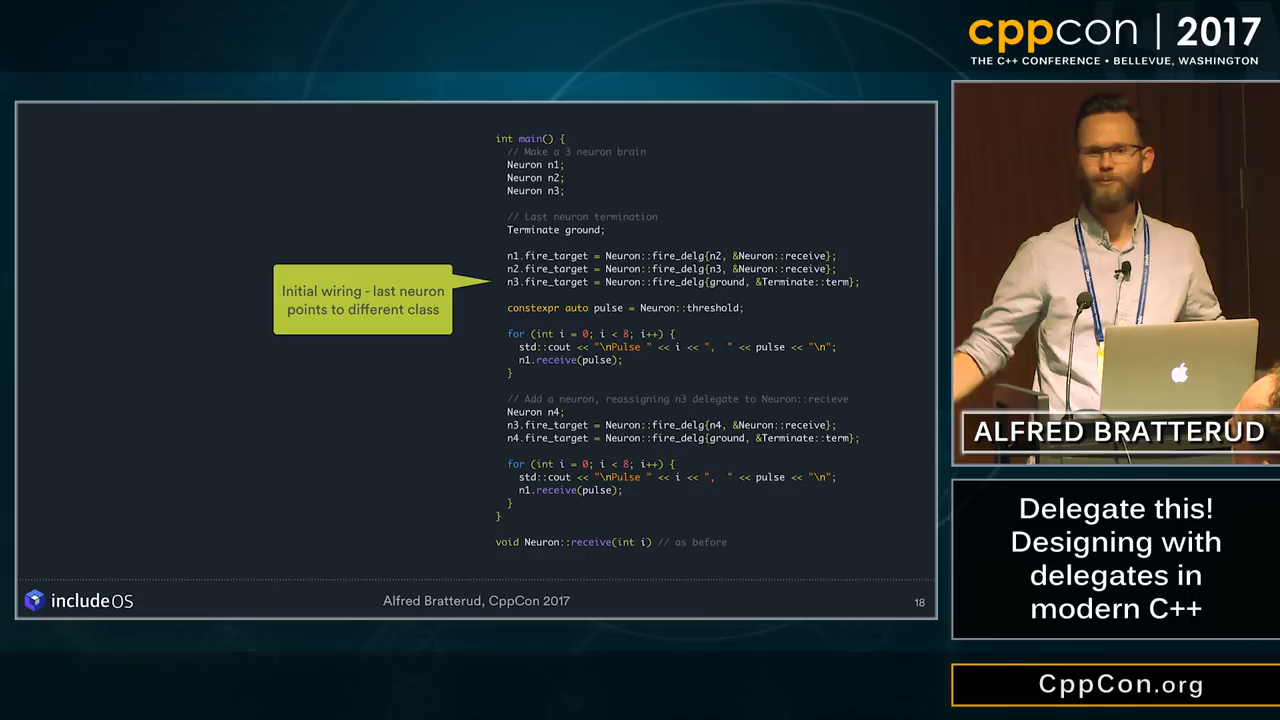 cppcon | 2017
THE C++ CONFERENCE • BELLEVUE, WASHINGTON
int main() {
// Make a 3 neuron brain
Neuron n1;
Neuron n2;
Neuron n3;
// Last neuron termination
Terminate ground;
n1.fire_target = Neuron::fire_delg{n2, &Neuron::receive};
n2.fire_target = Neuron::fire_delg{n3, &Neuron::receive};
n3.fire_target = Neuron::fire_delg{ground, &Terminate::term};
Initial wiring - last neuron
points to different class
constexpr auto pulse = Neuron::threshold;
for (int i = 0; i < 8; i++) {
std::cout << "\nPulse " << i << ",  " << pulse << "\n";
n1.receive(pulse);
}
// Add a neuron, reassigning n3 delegate to Neuron::recieve
Neuron n4;
n3.fire_target = Neuron::fire_delg{n4, &Neuron::receive};
n4.fire_target = Neuron::fire_delg{ground, &Terminate::term};
for (int i = 0; i < 8; i++) {
std::cout << "\nPulse " << i << ",  " << pulse << "\n";
n1.receive(pulse);
}
}
void Neuron::receive(int i) // as before
includeOS
Alfred Bratterud, CppCon 2017
18
ALFRED BRATTERUD
Delegate this!
Designing with
delegates in
modern C++
CppCon.org